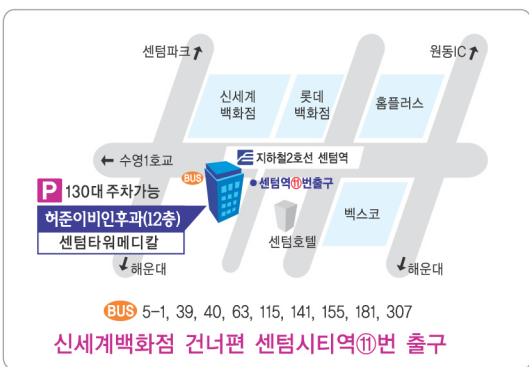 센텀파크
원동IC
신세계
백화점
롯데
백화점
홈플러스
수영1호교
지하철2호선 센텀역
BUS
센텀역⑪번출구
P 130대 주차가능
허준이비인후과(12층)
센텀타워메디칼
센텀호텔
벡스코
해운대
해운대
BUS 5-1, 39, 40, 63, 115, 141, 155, 181, 307
신세계백화점 건너편 센텀시티역⑪번 출구